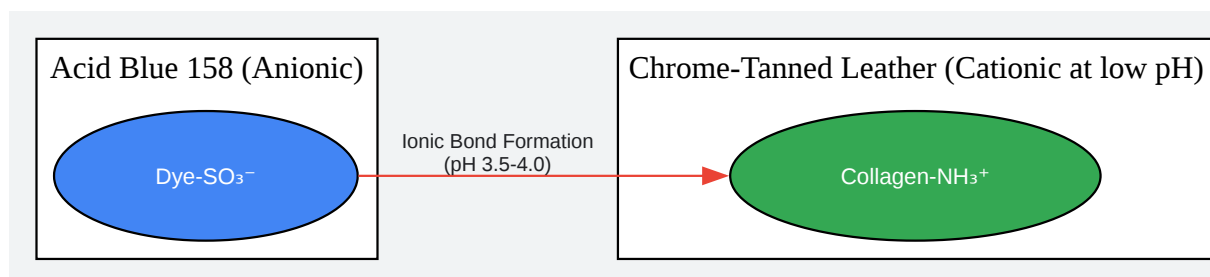 Acid Blue 158 (Anionic)
Chrome-Tanned Leather (Cationic at low pH)
Ionic Bond Formation
(pH 3.5-4.0)
Dye-SO₃⁻
Collagen-NH₃⁺